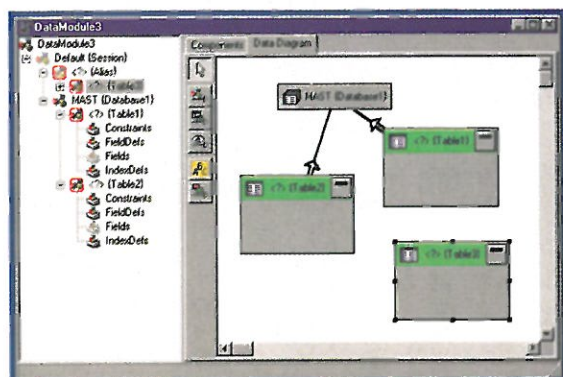 DataModule3
DataModule3
Default {Session}
<?> {Alias}
<?> {Table3}
MAST {Database1}
<?> {Table1}
Constraints
FieldDefs
Fields
IndexDefs
<?> {Table2}
Constraints
FieldDefs
Fields
IndexDefs
Components Data Diagram
MAST {Database1}
<?> {Table1}
<?> {Table2}
<?> {Table3}